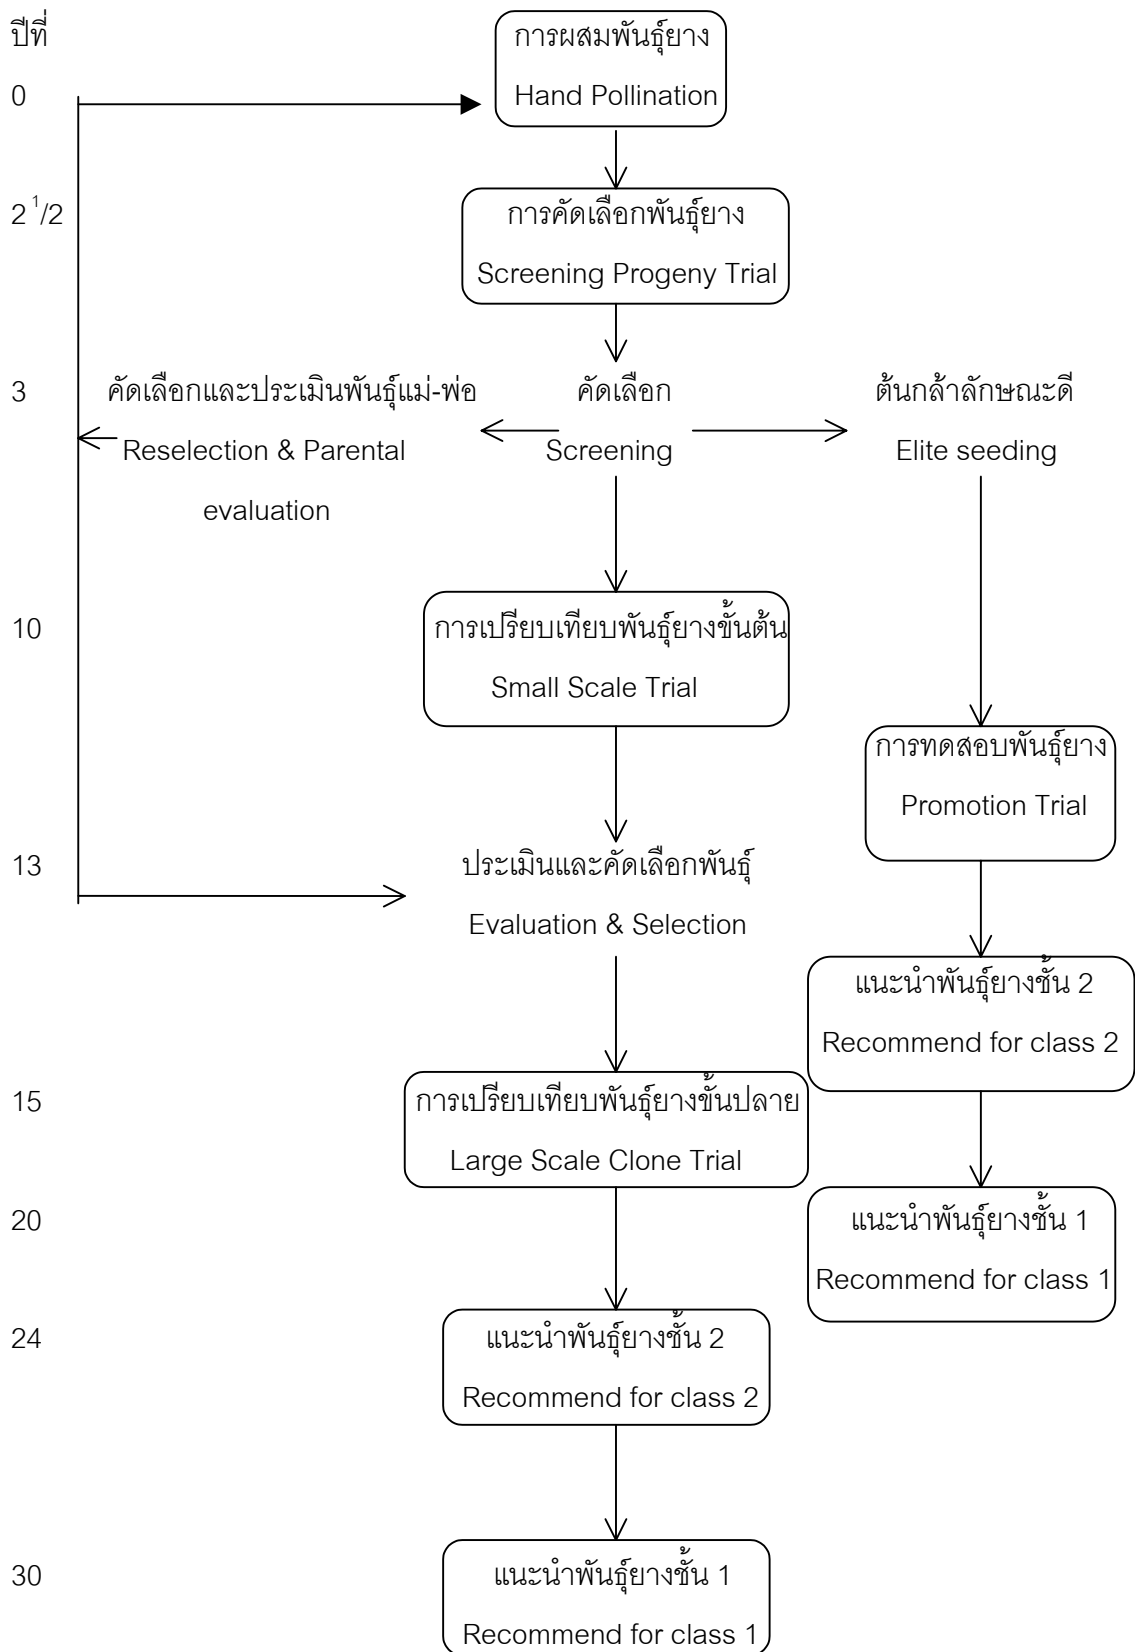 ปีที่
การผสมพันธุ์ยาง
0
Hand Pollination
2 1/2
การคัดเลือกพันธุ์ยาง
Screening Progeny Trial
3
คัดเลือกและประเมินพันธุ์แม่-พ่อ
Reselection & Parental
evaluation
คัดเลือก
Screening
ต้นกล้าลักษณะดี
Elite seeding
10
การเปรียบเทียบพันธุ์ยางขั้นต้น
Small Scale Trial
การทดสอบพันธุ์ยาง
Promotion Trial
13
ประเมินและคัดเลือกพันธุ์
Evaluation & Selection
แนะนำพันธุ์ยางชั้น 2
Recommend for class 2
15
การเปรียบเทียบพันธุ์ยางขั้นปลาย
Large Scale Clone Trial
20
แนะนำพันธุ์ยางชั้น 1
Recommend for class 1
24
แนะนำพันธุ์ยางชั้น 2
Recommend for class 2
30
แนะนำพันธุ์ยางชั้น 1
Recommend for class 1